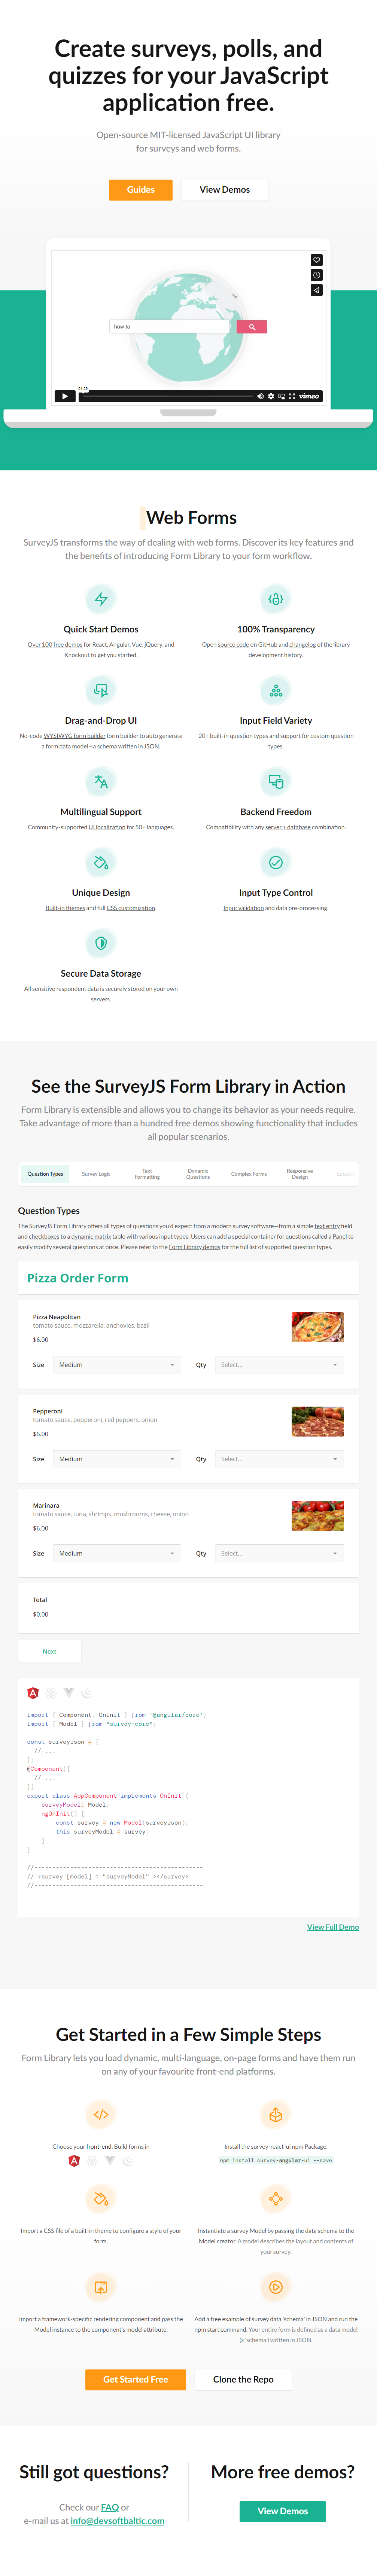 Create surveys, polls, and
quizzes for your JavaScript
application free.
Open-source MIT-licensed JavaScript UI library
for surveys and web forms.
Guides
View Demos
how to
01:28
vimeo
Web Forms
SurveyJS transforms the way of dealing with web forms. Discover its key features and
the benefits of introducing Form Library to your form workflow.
Quick Start Demos
Over 100 free demos for React, Angular, Vue, jQuery, and
Knockout to get you started.
100% Transparency
Open source code on GitHub and changelog of the library
development history.
Drag-and-Drop UI
No-code WYSIWYG form builder form builder to auto generate
a form data model—a schema written in JSON.
Input Field Variety
20+ built-in question types and support for custom question
types.
Multilingual Support
Community-supported UI localization for 50+ languages.
Backend Freedom
Compatibility with any server + database combination.
Unique Design
Built-in themes and full CSS customization.
Input Type Control
Input validation and data pre-processing.
Secure Data Storage
All sensitive respondent data is securely stored on your own
servers.
See the SurveyJS Form Library in Action
Form Library is extensible and allows you to change its behavior as your needs require.
Take advantage of more than a hundred free demos showing functionality that includes
all popular scenarios.
Question Types
Survey Logic
Text
Formatting
Dynamic
Questions
Complex Forms
Responsive
Design
Question Types
The SurveyJS Form Library offers all types of questions you'd expect from a modern survey software—from a simple text entry field
and checkboxes to a dynamic matrix table with various input types. Users can add a special container for questions called a Panel to
easily modify several questions at once. Please refer to the Form Library demos for the full list of supported question types.
Pizza Order Form
Pizza Neapolitan
tomato sauce, mozzarella, anchovies, bazil
$6.00
Size Medium Qty Select...
Pepperoni
tomato sauce, pepperoni, red peppers, onion
$6.00
Size Medium Qty Select...
Marinara
tomato sauce, tuna, shrimps, mushrooms, cheese, onion
$6.00
Size Medium Qty Select...
Total
$0.00
Next
import { Component, OnInit } from '@angular/core';
import { Model } from "survey-core";
const surveyJson = {
// ...
};
@Component({
// ...
})
export class AppComponent implements OnInit {
surveyModel: Model;
ngOnInit() {
const survey = new Model(surveyJson);
this.surveyModel = survey;
}
}
//-----------------------------------------------
// <survey [model] = "surveyModel" ></survey>
//-----------------------------------------------
View Full Demo
Get Started in a Few Simple Steps
Form Library lets you load dynamic, multi-language, on-page forms and have them run
on any of your favourite front-end platforms.
Choose your front-end. Build forms in
Install the survey-react-ui npm Package.
npm install survey-angular-ui --save
Import a CSS file of a built-in theme to configure a style of your
form.
Instantiate a survey Model by passing the data schema to the
Model creator. A model describes the layout and contents of
your survey.
Import a framework-specific rendering component and pass the
Model instance to the component's model attribute.
Add a free example of survey data 'schema' in JSON and run the
npm start command. Your entire form is defined as a data model
(a 'schema') written in JSON.
Get Started Free
Clone the Repo
Still got questions?
Check our FAQ or
e-mail us at info@devsoftbaltic.com
More free demos?
View Demos